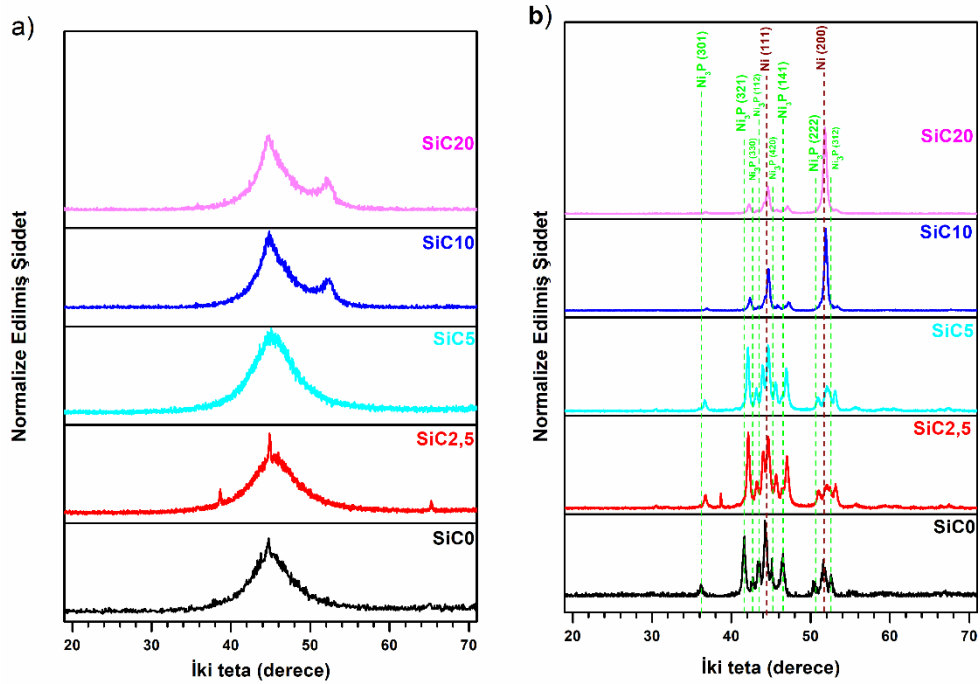 a)
SiC20
SiC10
SiC5
SiC2,5
SiC0
Normalize Edilmiş Şiddet
20 30 40 50 60 70
İki teta (derece)
b)
Ni₃P (301)
Ni₃P (321)
Ni₃P (330)
Ni₃P (112)
Ni (111)
Ni₃P (420)
Ni₃P (141)
Ni₃P (222)
Ni (200)
Ni₃P (312)
SiC20
SiC10
SiC5
SiC2,5
SiC0
Normalize Edilmiş Şiddet
20 30 40 50 60 70
İki teta (derece)